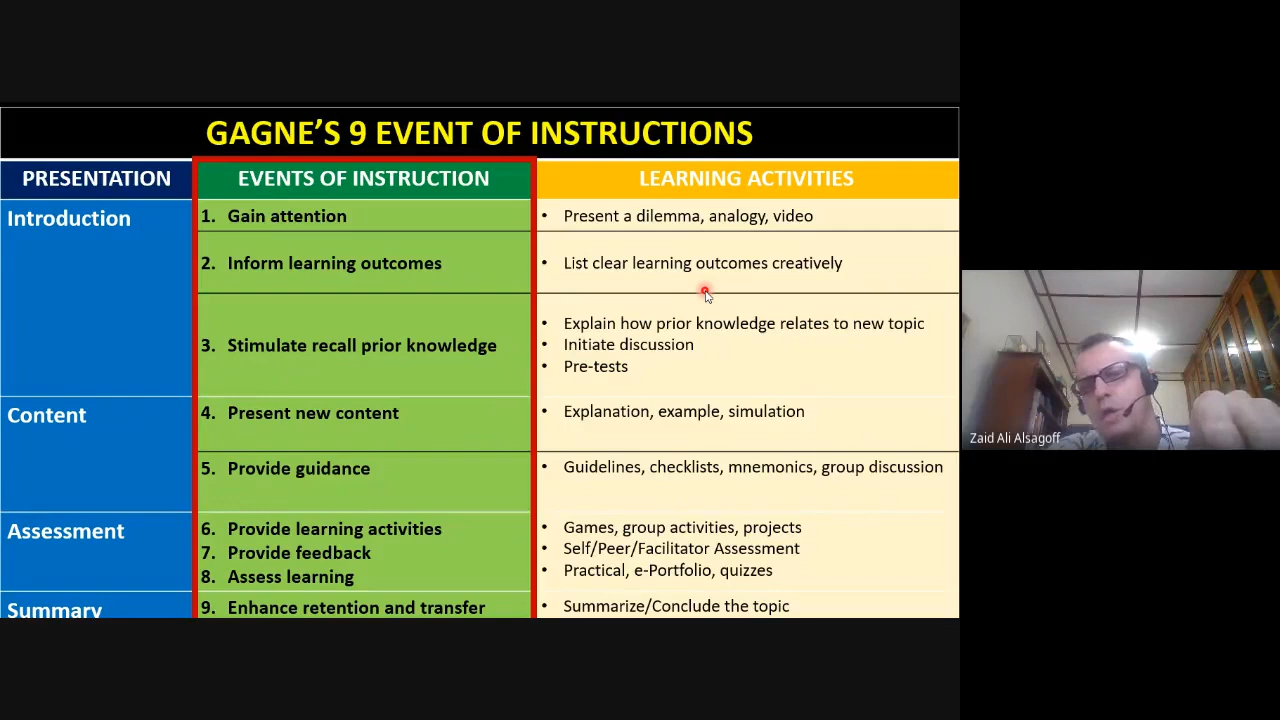 GAGNE'S 9 EVENT OF INSTRUCTIONS
PRESENTATION
EVENTS OF INSTRUCTION
LEARNING ACTIVITIES
Introduction
1. Gain attention
• Present a dilemma, analogy, video
2. Inform learning outcomes
• List clear learning outcomes creatively
3. Stimulate recall prior knowledge
• Explain how prior knowledge relates to new topic
• Initiate discussion
• Pre-tests
Content
4. Present new content
• Explanation, example, simulation
5. Provide guidance
• Guidelines, checklists, mnemonics, group discussion
Assessment
6. Provide learning activities
7. Provide feedback
8. Assess learning
• Games, group activities, projects
• Self/Peer/Facilitator Assessment
• Practical, e-Portfolio, quizzes
Summary
9. Enhance retention and transfer
• Summarize/Conclude the topic
Zaid Ali Alsagoff